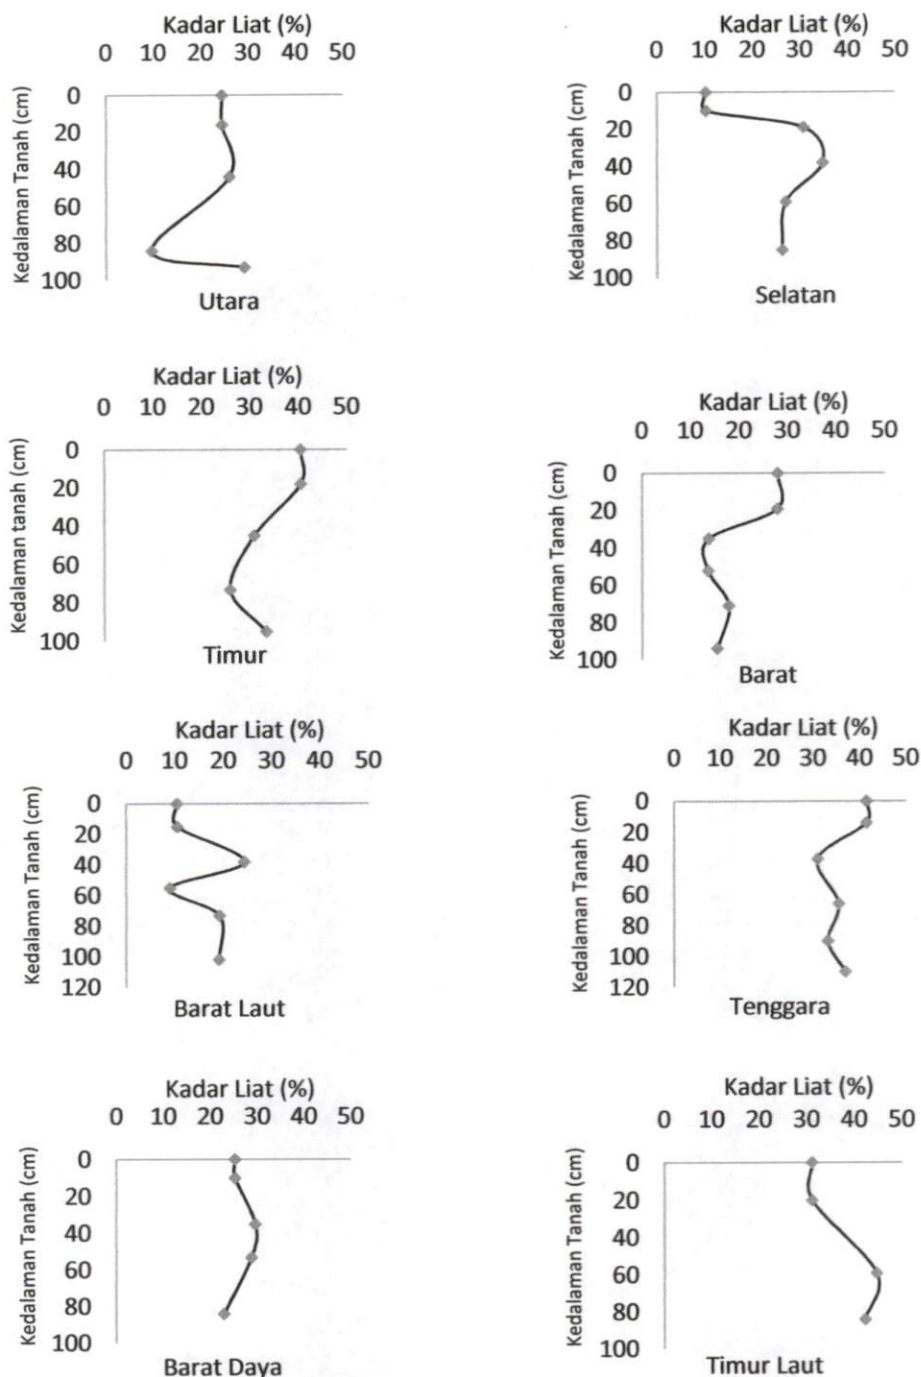 Kadar Liat (%)
0 10 20 30 40 50
Kedalaman Tanah (cm)
0
20
40
60
80
100
Utara
Kadar Liat (%)
0 10 20 30 40 50
Kedalaman Tanah (cm)
0
20
40
60
80
100
Selatan
Kadar Liat (%)
0 10 20 30 40 50
Kedalaman tanah (cm)
0
20
40
60
80
100
Timur
Kadar Liat (%)
0 10 20 30 40 50
Kedalaman Tanah (cm)
0
20
40
60
80
100
Barat
Kadar Liat (%)
0 10 20 30 40 50
Kedalaman Tanah (cm)
0
20
40
60
80
100
120
Barat Laut
Kadar Liat (%)
0 10 20 30 40 50
Kedalaman Tanah (cm)
0
20
40
60
80
100
120
Tenggara
Kadar Liat (%)
0 10 20 30 40 50
Kedalaman Tanah (cm)
0
20
40
60
80
100
Barat Daya
Kadar Liat (%)
0 10 20 30 40 50
Kedalaman Tanah (cm)
0
20
40
60
80
100
Timur Laut